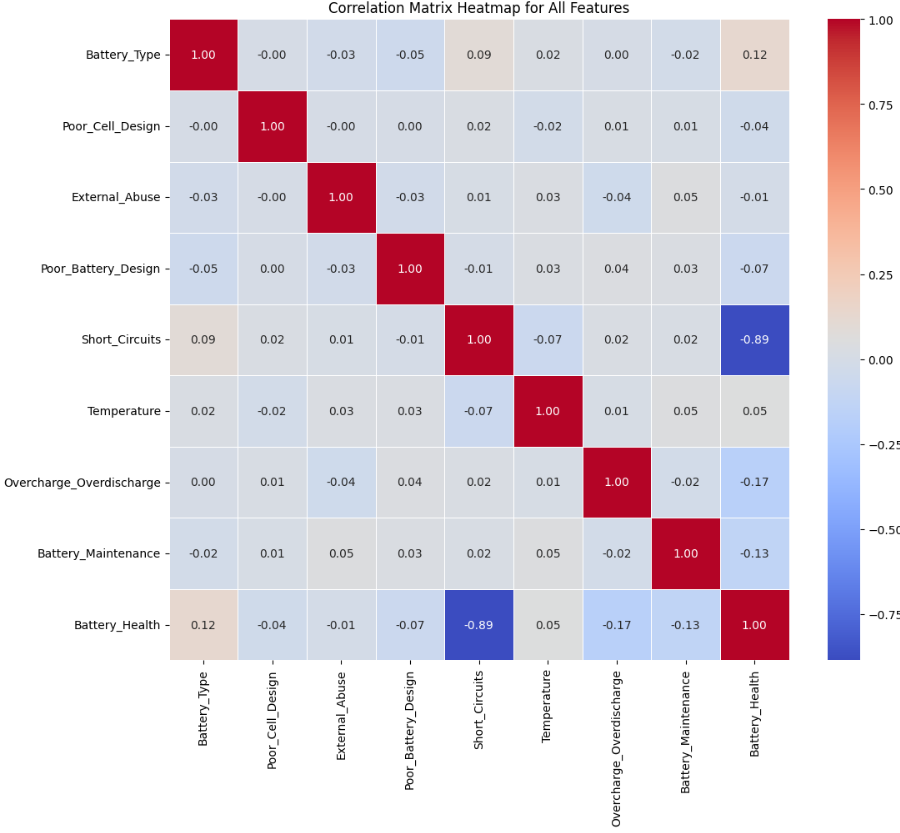 Correlation Matrix Heatmap for All Features
Battery_Type 1.00 -0.00 -0.03 -0.05 0.09 0.02 0.00 -0.02 0.12
Poor_Cell_Design -0.00 1.00 -0.00 0.00 0.02 -0.02 0.01 0.01 -0.04
External_Abuse -0.03 -0.00 1.00 -0.03 0.01 0.03 -0.04 0.05 -0.01
Poor_Battery_Design -0.05 0.00 -0.03 1.00 -0.01 0.03 0.04 0.03 -0.07
Short_Circuits 0.09 0.02 0.01 -0.01 1.00 -0.07 0.02 0.02 -0.89
Temperature 0.02 -0.02 0.03 0.03 -0.07 1.00 0.01 0.05 0.05
Overcharge_Overdischarge 0.00 0.01 -0.04 0.04 0.02 0.01 1.00 -0.02 -0.17
Battery_Maintenance -0.02 0.01 0.05 0.03 0.02 0.05 -0.02 1.00 -0.13
Battery_Health 0.12 -0.04 -0.01 -0.07 -0.89 0.05 -0.17 -0.13 1.00
Battery_Type
Poor_Cell_Design
External_Abuse
Poor_Battery_Design
Short_Circuits
Temperature
Overcharge_Overdischarge
Battery_Maintenance
Battery_Health
1.00
0.75
0.50
0.25
0.00
−0.25
−0.50
−0.75